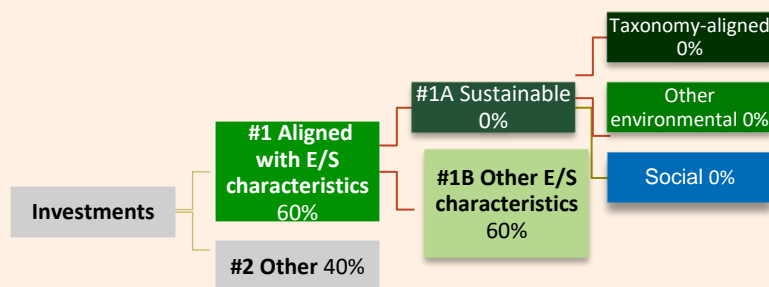 Investments
#1 Aligned
with E/S
characteristics
60%
#2 Other 40%
#1A Sustainable
0%
#1B Other E/S
characteristics
60%
Taxonomy-aligned
0%
Other
environmental 0%
Social 0%